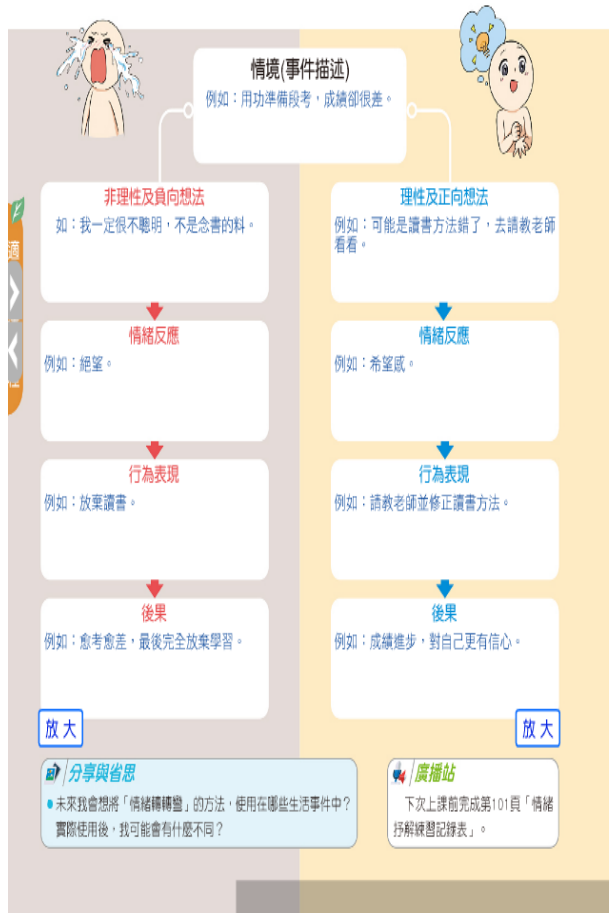 情境(事件描述)
例如：用功準備段考，成績卻很差。
非理性及負向想法
如：我一定很不聰明，不是念書的料。
情緒反應
例如：絕望。
行為表現
例如：放棄讀書。
後果
例如：愈考愈差，最後完全放棄學習。
放大
理性及正向想法
例如：可能是讀書方法錯了，去請教老師
看看。
情緒反應
例如：希望感。
行為表現
例如：請教老師並修正讀書方法。
後果
例如：成績進步，對自己更有信心。
放大
分享與省思
未來我會想將「情緒轉轉彎」的方法，使用在哪些生活事件中？
實際使用後，我可能會有什麼不同？
廣播站
下次上課前完成第101頁「情緒
抒解練習記錄表」。
適